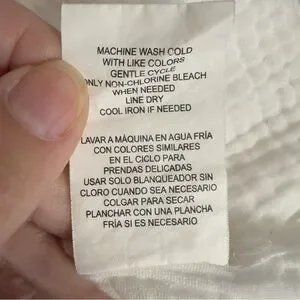 MACHINE WASH COLD
WITH LIKE COLORS
GENTLE CYCLE
ONLY NON-CHLORINE BLEACH
WHEN NEEDED
LINE DRY
COOL IRON IF NEEDED
LAVAR A MÁQUINA EN AGUA FRÍA
CON COLORES SIMILARES
EN EL CICLO PARA
PRENDAS DELICADAS
USAR SOLO BLANQUEADOR SIN
CLORO CUANDO SEA NECESARIO
COLGAR PARA SECAR
PLANCHAR CON UNA PLANCHA
FRÍA SI ES NECESARIO